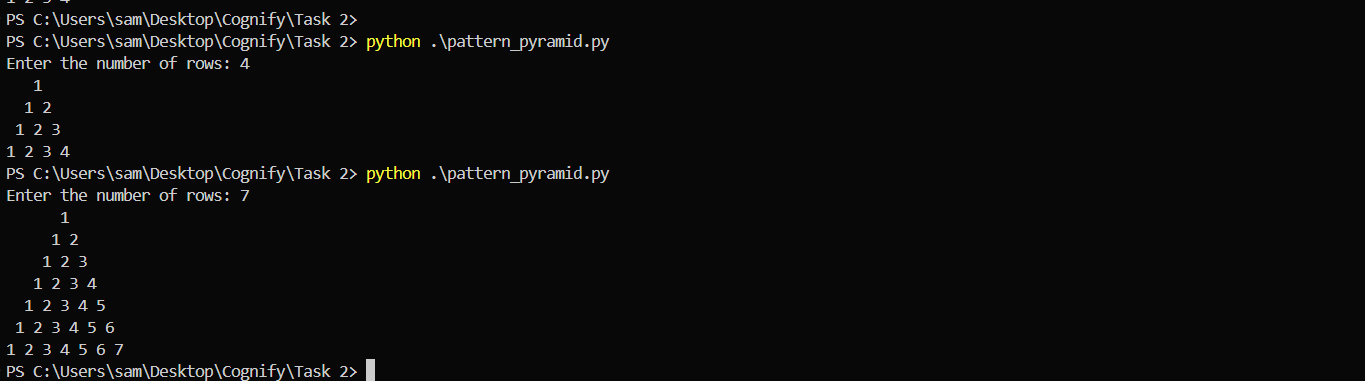 1 2 3 4
PS C:\Users\sam\Desktop\Cognify\Task 2>
PS C:\Users\sam\Desktop\Cognify\Task 2> python .\pattern_pyramid.py
Enter the number of rows: 4
   1
  1 2
 1 2 3
1 2 3 4
PS C:\Users\sam\Desktop\Cognify\Task 2> python .\pattern_pyramid.py
Enter the number of rows: 7
      1
     1 2
    1 2 3
   1 2 3 4
  1 2 3 4 5
 1 2 3 4 5 6
1 2 3 4 5 6 7
PS C:\Users\sam\Desktop\Cognify\Task 2>